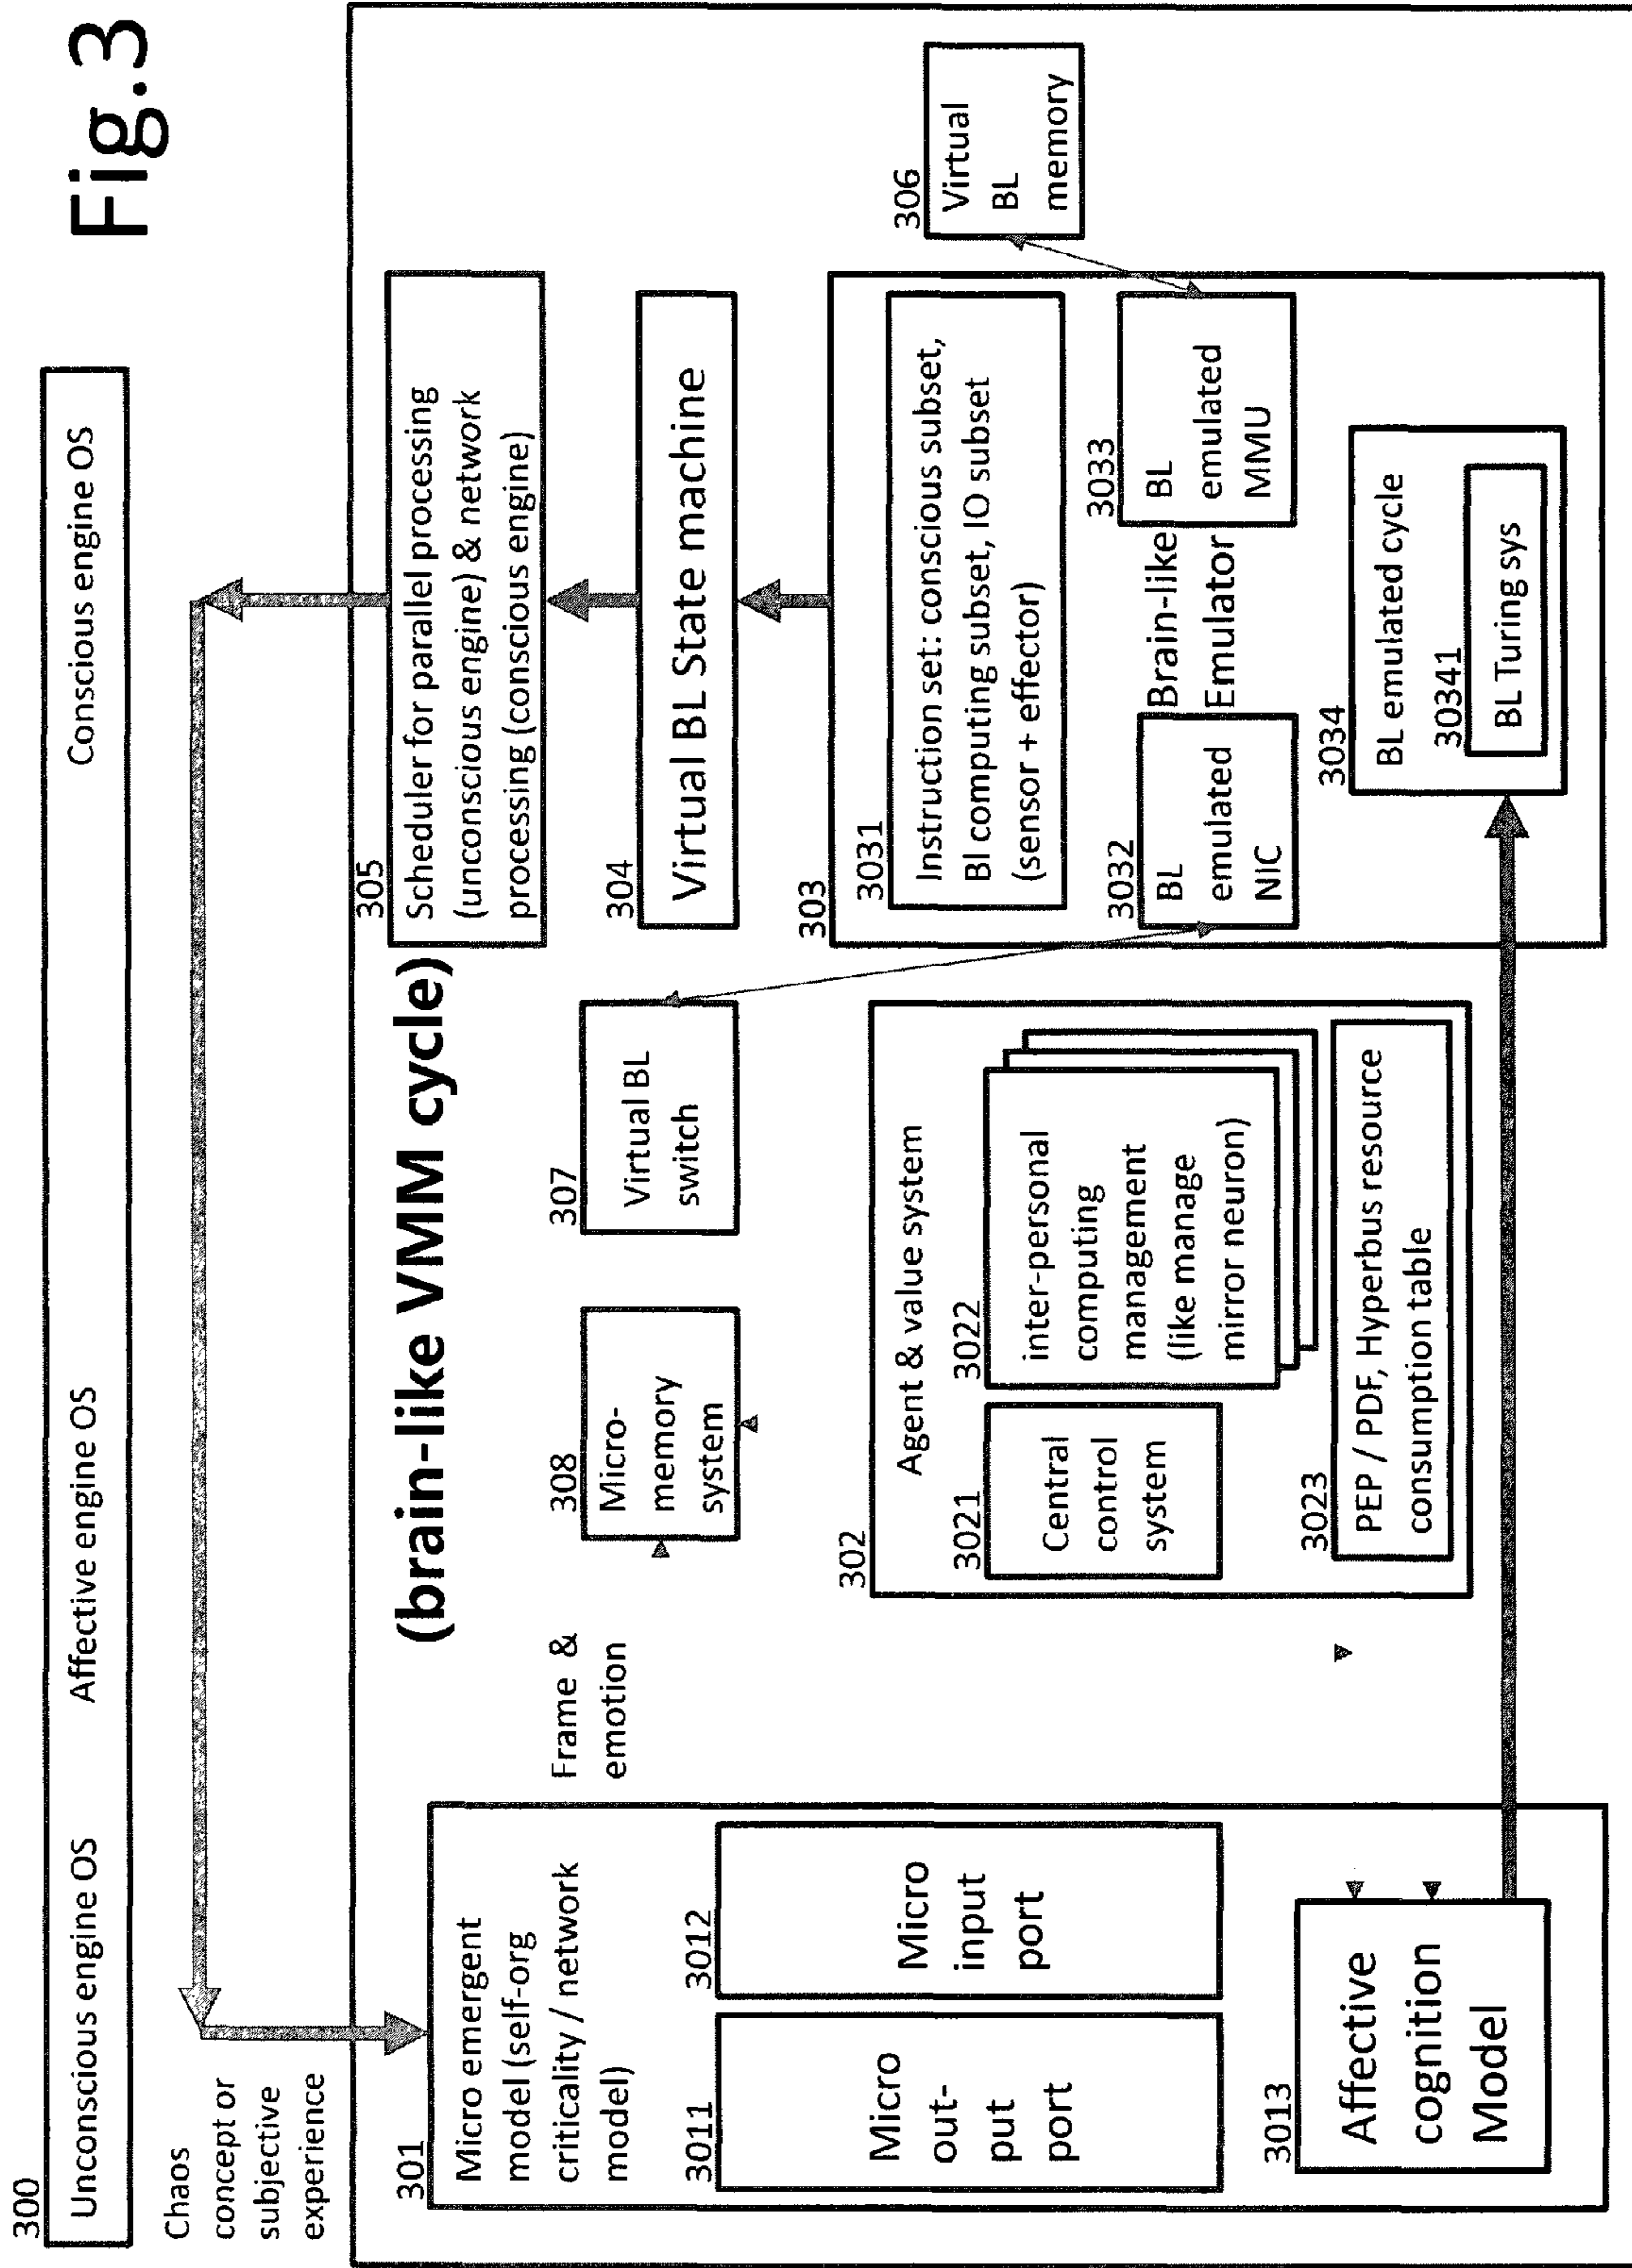 Fig.3
300
Unconscious engine OS
Affective engine OS
Conscious engine OS
Chaos
concept or
subjective
experience
(brain-like VMM cycle)
301
Micro emergent
model (self-org
criticality / network
model)
3011
Micro
out-
put
port
3012
Micro
input
port
3013
Affective
cognition
Model
Frame &
emotion
308
Micro-
memory
system
307
Virtual BL
switch
302
Agent & value system
3021
Central
control
system
3022
inter-personal
computing
management
(like manage
mirror neuron)
3023
PEP / PDF, Hyperbus resource
consumption table
305
Scheduler for parallel processing
(unconscious engine) & network
processing (conscious engine)
304
Virtual BL State machine
303
3031
Instruction set: conscious subset,
Bl computing subset, IO subset
(sensor + effector)
3032
BL
emulated
NIC
Brain-like
Emulator
3033
BL
emulated
MMU
3034
BL emulated cycle
30341
BL Turing sys
306
Virtual
BL
memory